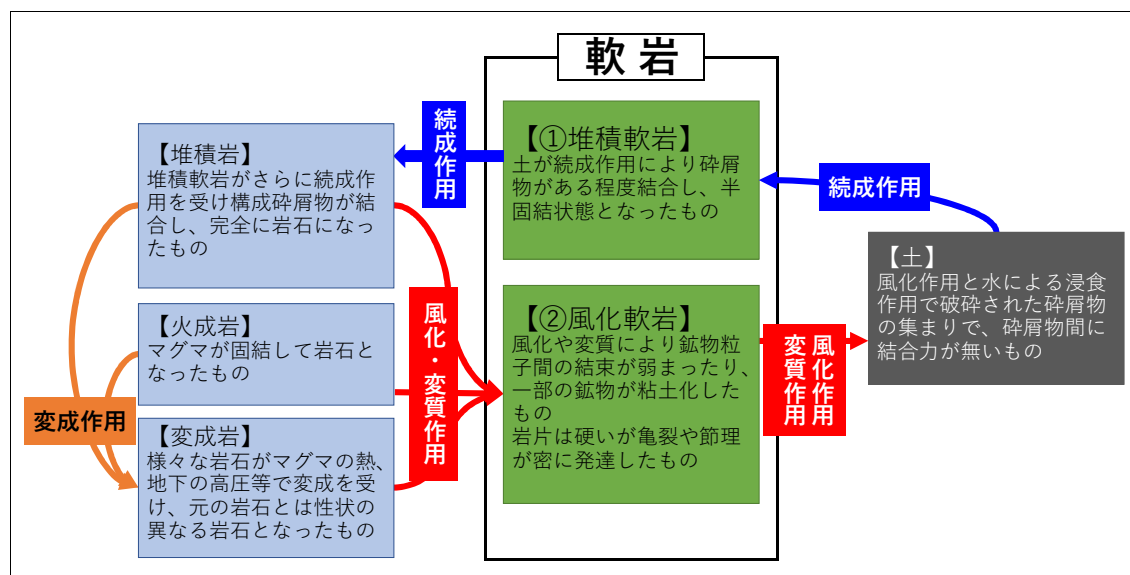 軟岩
続成作用
【堆積岩】
堆積軟岩がさらに続成作
用を受け構成砕屑物が結
合し、完全に岩石になっ
たもの
【①堆積軟岩】
土が続成作用により砕屑
物がある程度結合し、半
固結状態となったもの
続成作用
【土】
風化作用と水による浸食
作用で破砕された砕屑物
の集まりで、砕屑物間に
結合力が無いもの
【火成岩】
マグマが固結して岩石と
なったもの
風化・変質作用
【②風化軟岩】
風化や変質により鉱物粒
子間の結束が弱まったり、
一部の鉱物が粘土化した
もの
岩片は硬いが亀裂や節理
が密に発達したもの
風化作用
変質作用
変成作用
【変成岩】
様々な岩石がマグマの熱、
地下の高圧等で変成を受
け、元の岩石とは性状の
異なる岩石となったもの